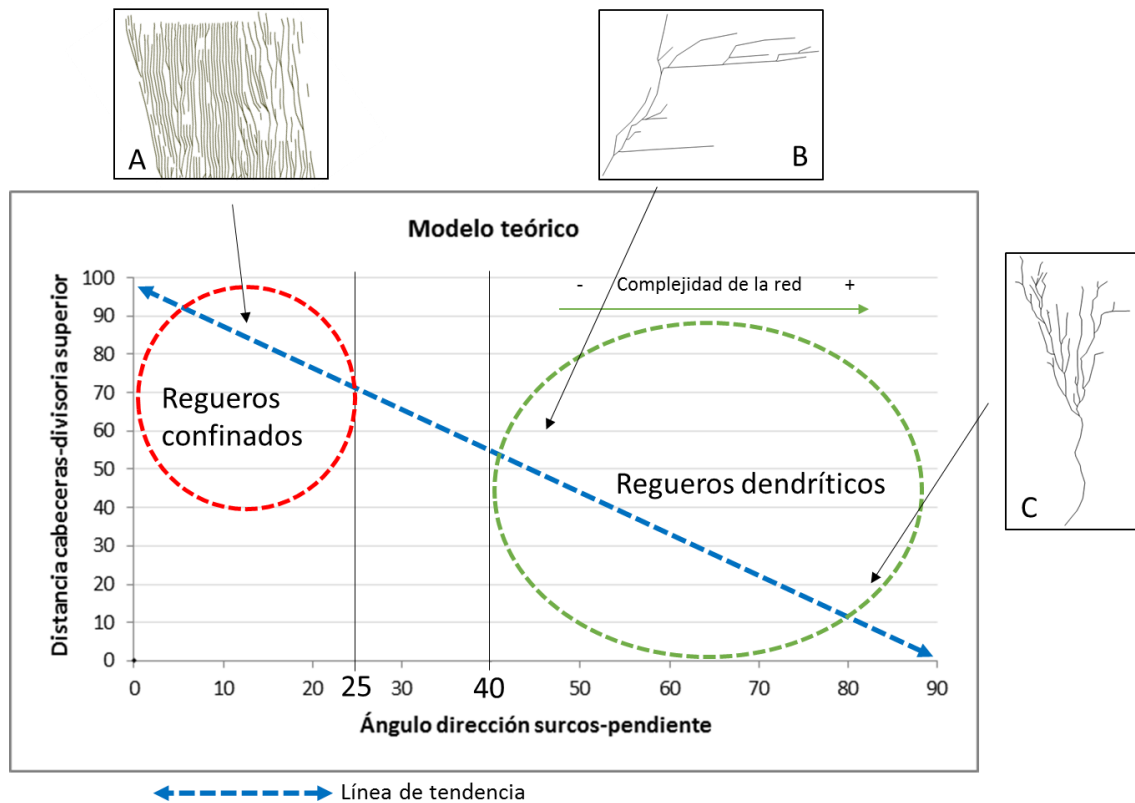 A
B
Modelo teórico
- Complejidad de la red +
Distancia cabeceras-divisoria superior
100
90
80
70
60
50
40
30
20
10
0
Regueros
confinados
Regueros dendríticos
C
0 10 20 25 30 40 50 60 70 80 90
Ángulo dirección surcos-pendiente
Línea de tendencia